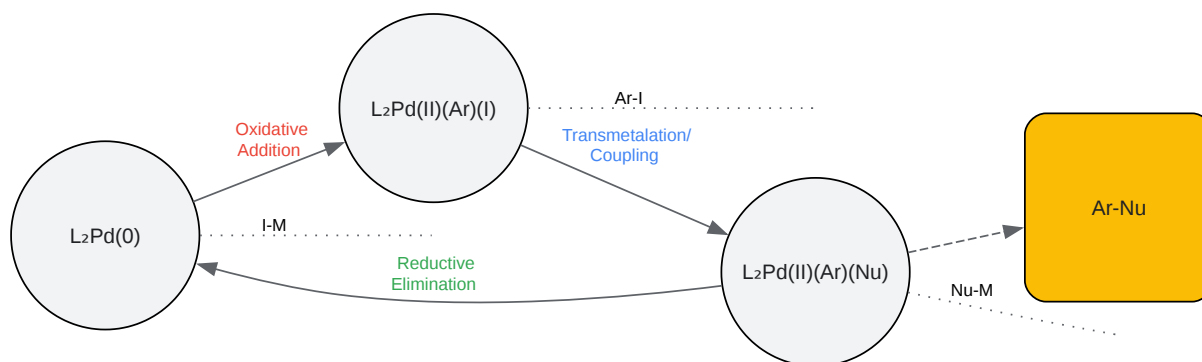 L₂Pd(II)(Ar)(I)
Ar-I
Oxidative
Addition
Transmetalation/
Coupling
L₂Pd(0)
I-M
Ar-Nu
Reductive
Elimination
L₂Pd(II)(Ar)(Nu)
Nu-M